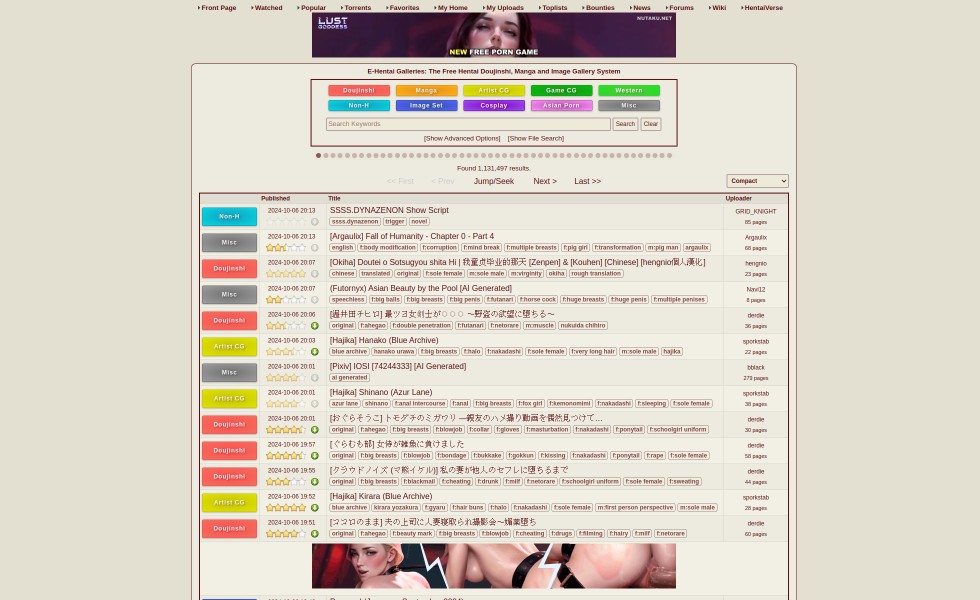 Front Page Watched Popular Torrents Favorites My Home My Uploads Toplists Bounties News Forums Wiki HentaiVerse
LUST GODDESS
NUTAKU.NET
NEW FREE PORN GAME
E-Hentai Galleries: The Free Hentai Doujinshi, Manga and Image Gallery System
Doujinshi Manga Artist CG Game CG Western
Non-H Image Set Cosplay Asian Porn Misc
Search Keywords Search Clear
[Show Advanced Options] [Show File Search]
Found 1,131,497 results.
<< First < Prev Jump/Seek Next > Last >> Compact
Published Title Uploader
Non-H 2024-10-06 20:13 SSSS.DYNAZENON Show Script GRID_KNIGHT
ssss.dynazenon trigger novel 85 pages
Misc 2024-10-06 20:13 [Argaulix] Fall of Humanity - Chapter 0 - Part 4 Argaulix
english f:body modification f:corruption f:mind break f:multiple breasts f:pig girl f:transformation m:pig man argaulix 68 pages
Doujinshi 2024-10-06 20:07 [Okiha] Doutei o Sotsugyou shita Hi | 我童贞毕业的那天 [Zenpen] & [Kouhen] [Chinese] [hengnio個人漢化] hengnio
chinese translated original f:sole female m:sole male m:virginity okiha rough translation 23 pages
Misc 2024-10-06 20:07 (Futornyx) Asian Beauty by the Pool [AI Generated] Navi12
speechless f:big balls f:big breasts f:big penis f:futanari f:horse cock f:huge breasts f:huge penis f:multiple penises 8 pages
Doujinshi 2024-10-06 20:06 [温井田チヒロ] 最ツヨ女剣士が○○○ ～野盗の欲望に堕ちる～ derdle
original f:ahegao f:double penetration f:futanari f:netorare m:muscle nukuida chihiro 36 pages
Artist CG 2024-10-06 20:03 [Hajika] Hanako (Blue Archive) sporkstab
blue archive hanako urawa f:big breasts f:halo f:nakadashi f:sole female f:very long hair m:sole male hajika 22 pages
Misc 2024-10-06 20:01 [Pixiv] IOSI [74244333] [AI Generated] bblack
ai generated 279 pages
Artist CG 2024-10-06 20:01 [Hajika] Shinano (Azur Lane) sporkstab
azur lane shinano f:anal intercourse f:anal f:big breasts f:fox girl f:kemonomimi f:nakadashi f:sleeping f:sole female 38 pages
Doujinshi 2024-10-06 20:01 [おぐらそうこ] トモダチのミガワリ ―親友のハメ撮り動画を偶然見つけて… derdle
original f:ahegao f:big breasts f:blowjob f:collar f:gloves f:masturbation f:nakadashi f:ponytail f:schoolgirl uniform 30 pages
Doujinshi 2024-10-06 19:57 [ぐらむも部] 女侍が雑魚に負けました derdle
original f:big breasts f:blowjob f:bondage f:bukkake f:gokkun f:kissing f:nakadashi f:ponytail f:rape f:sole female 58 pages
Doujinshi 2024-10-06 19:55 [クラウドノイズ (マ熊イケル)] 私の妻が他人のセフレに堕ちるまで derdle
original f:big breasts f:blackmail f:cheating f:drunk f:milf f:netorare f:schoolgirl uniform f:sole female f:sweating 44 pages
Artist CG 2024-10-06 19:52 [Hajika] Kirara (Blue Archive) sporkstab
blue archive kirara yozakura f:gyaru f:hair buns f:halo f:nakadashi f:sole female m:first person perspective m:sole male 28 pages
Doujinshi 2024-10-06 19:51 [ココロのまま] 夫の上司に人妻寝取られ撮影会～媚薬堕ち derdle
original f:ahegao f:beauty mark f:big breasts f:blowjob f:cheating f:drugs f:filming f:hairy f:milf f:netorare 60 pages